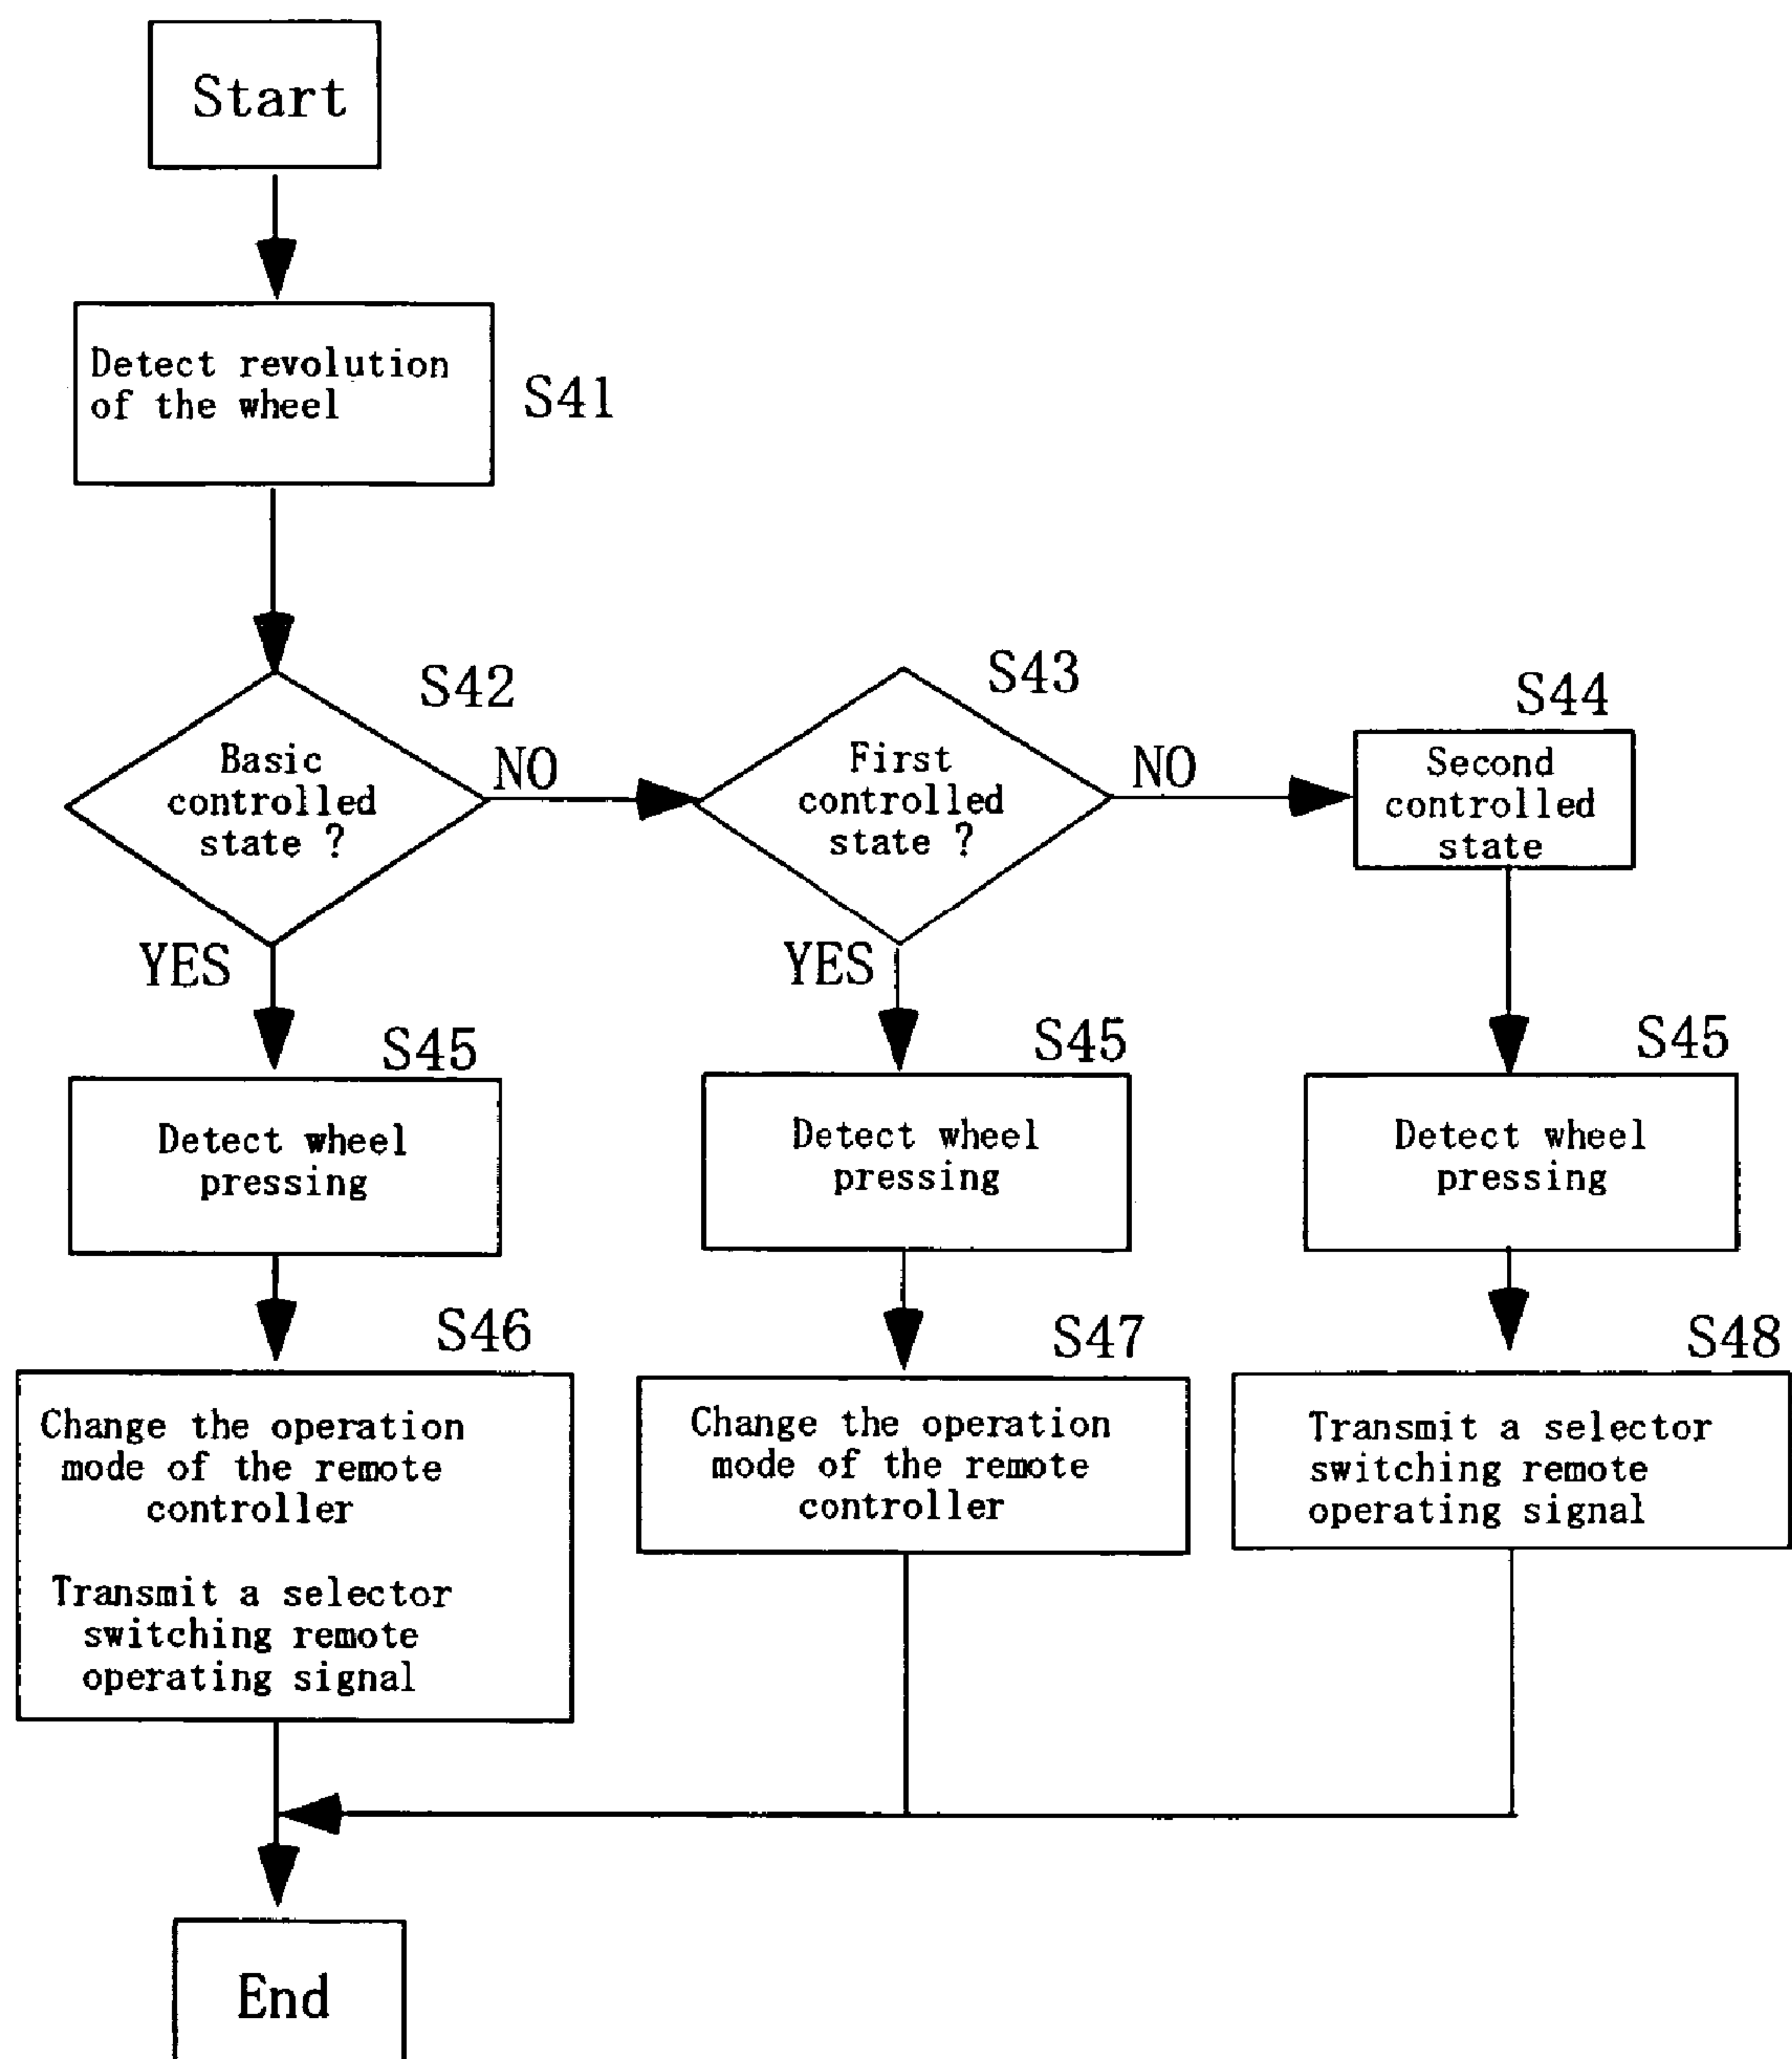 Start
Detect revolution
of the wheel
S41
S42
Basic
controlled
state ?
NO
YES
S43
First
controlled
state ?
NO
YES
S44
Second
controlled
state
S45
Detect wheel
pressing
S45
Detect wheel
pressing
S45
Detect wheel
pressing
S46
Change the operation
mode of the remote
controller
Transmit a selector
switching remote
operating signal
S47
Change the operation
mode of the remote
controller
S48
Transmit a selector
switching remote
operating signal
End